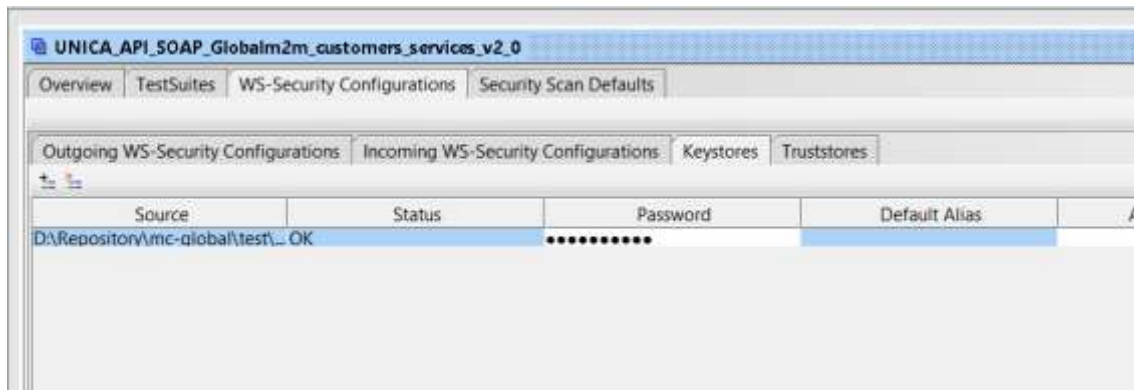 UNICA_API_SOAP_Globalm2m_customers_services_v2_0
Overview TestSuites WS-Security Configurations Security Scan Defaults
Outgoing WS-Security Configurations Incoming WS-Security Configurations Keystores Truststores
Source Status Password Default Alias A
D:\Repository\mc-global\test\... OK ●●●●●●●●●●